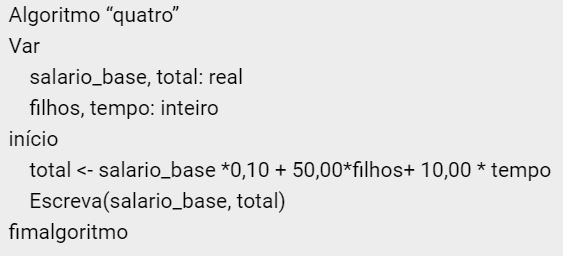 Algoritmo “quatro”
Var
salario_base, total: real
filhos, tempo: inteiro
início
total <- salario_base *0,10 + 50,00*filhos+ 10,00 * tempo
Escreva(salario_base, total)
fimalgoritmo